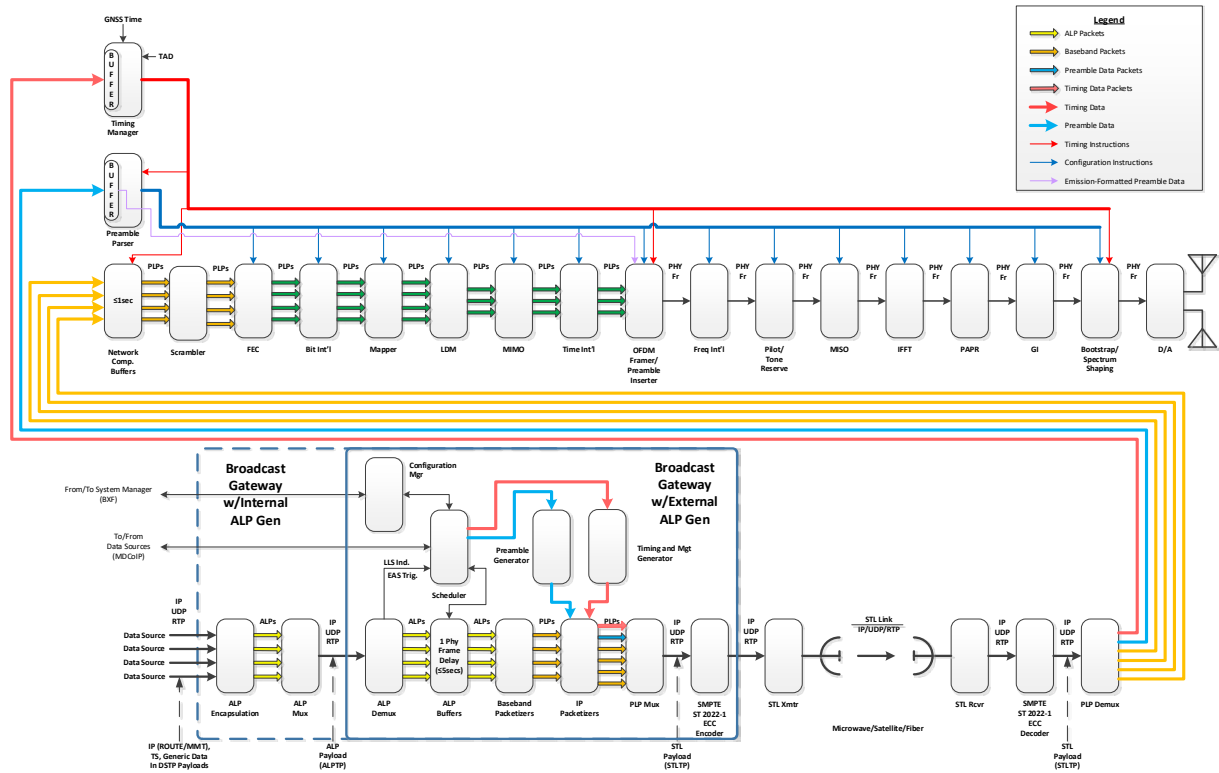 GNSS Time
TAD
BUFFER
Timing
Manager
BUFFER
Preamble
Parser
Legend
ALP Packets
Baseband Packets
Preamble Data Packets
Timing Data Packets
Timing Data
Preamble Data
Timing Instructions
Configuration Instructions
Emission-Formatted Preamble Data
PLPs
PLPs
PLPs
PLPs
PLPs
PLPs
PLPs
PLPs
PHY
Fr
PHY
Fr
PHY
Fr
PHY
Fr
PHY
Fr
PHY
Fr
PHY
Fr
PHY
Fr
≤1sec
Network
Comp.
Buffers
Scrambler
FEC
Bit Int'l
Mapper
LDM
MIMO
Time Int'l
OFDM
Framer/
Preamble
Inserter
Freq Int'l
Pilot/
Tone
Reserve
MISO
IFFT
PAPR
GI
Bootstrap/
Spectrum
Shaping
D/A
Broadcast
Gateway
w/Internal
ALP Gen
Configuration
Mgr
Broadcast
Gateway
w/External
ALP Gen
From/To System Manager
(BXF)
To/From
Data Sources
(MDCoIP)
Scheduler
Preamble
Generator
Timing and Mgt
Generator
LLS Ind.
EAS Trig.
IP
UDP
RTP
Data Source
Data Source
Data Source
Data Source
ALPs
IP
UDP
RTP
ALPs
ALPs
PLPs
PLPs
IP
UDP
RTP
IP
UDP
RTP
STL Link
IP/UDP/RTP
IP
UDP
RTP
IP
UDP
RTP
1 Phy
Frame
Delay
(≤5secs)
ALP
Encapsulation
ALP
Mux
ALP
Demux
ALP
Buffers
Baseband
Packetizers
IP
Packetizers
PLP Mux
SMPTE
ST 2022-1
ECC
Encoder
STL Xmtr
Microwave/Satellite/Fiber
STL Rcvr
SMPTE
ST 2022-1
ECC
Decoder
PLP Demux
IP (ROUTE/MMT),
TS, Generic Data
In DSTP Payloads
ALP
Payload
(ALPTP)
STL
Payload
(STLTP)
STL
Payload
(STLTP)